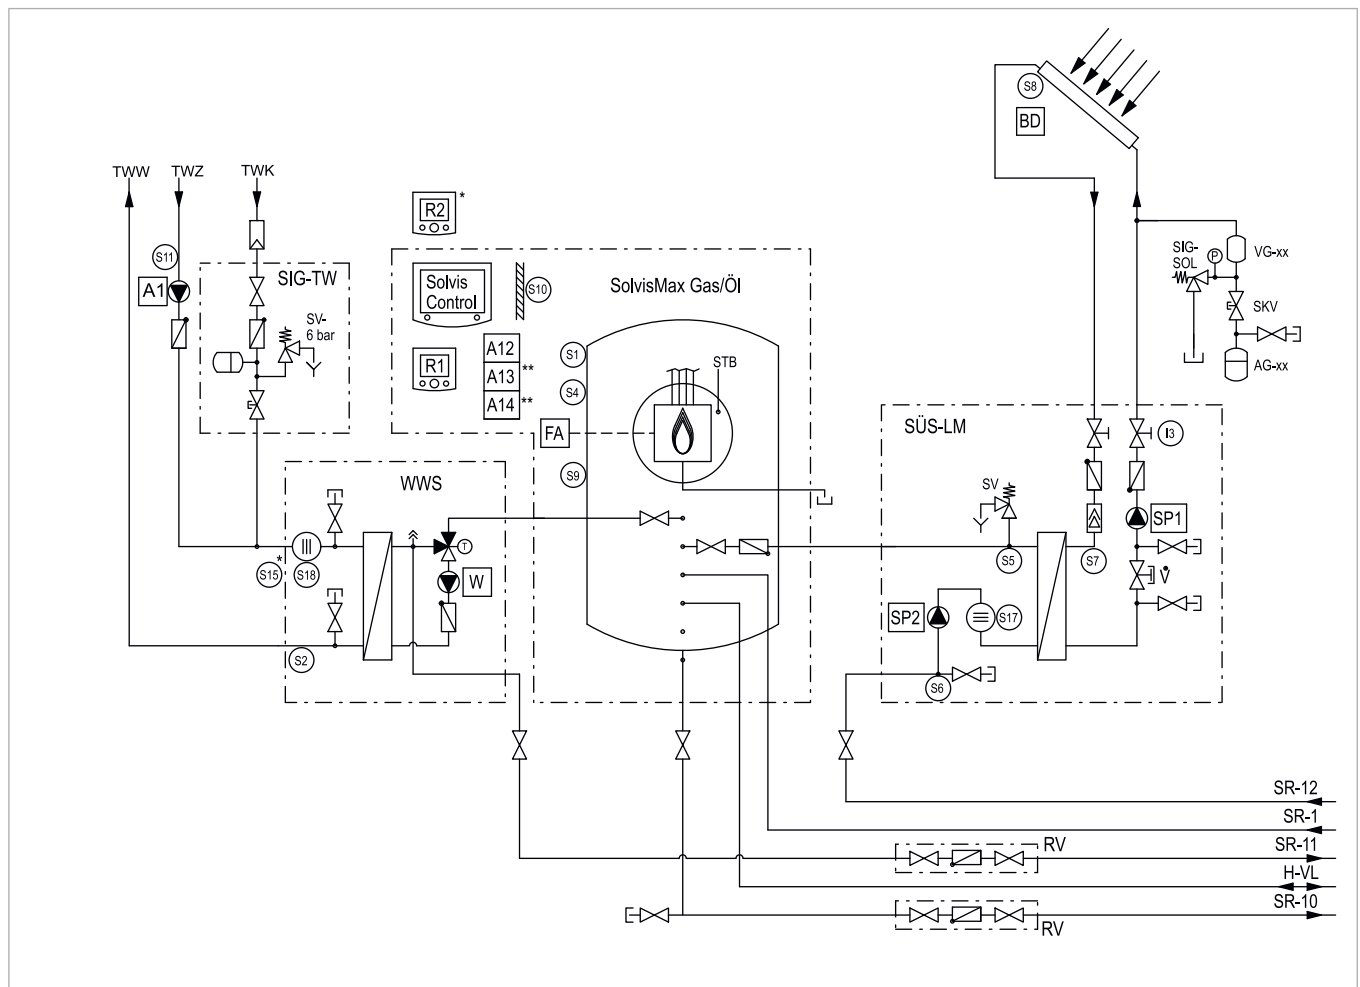 S8
BD
TWW
TWZ
TWK
R2
*
S11
SIG-TW
A1
SV-
6 bar
Solvis
Control
S10
SolvisMax Gas/Öl
R1
A12
A13
**
A14
**
S1
S4
S9
STB
FA
SIG-
SOL
P
VG-xx
SKV
AG-xx
SÜS-LM
I3
SV
SP1
S5
S7
V̇
SP2
S17
S6
WWS
T
W
*
S15
S18
S2
SR-12
SR-1
RV
SR-11
H-VL
SR-10
RV